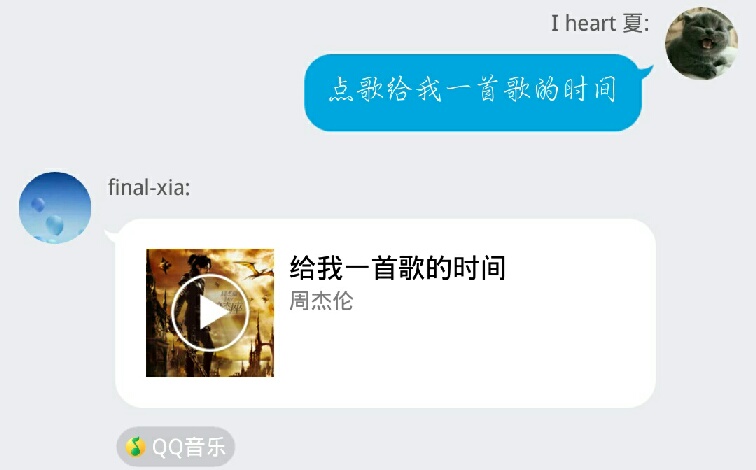 I heart 夏:
点歌给我一首歌的时间
final-xia:
给我一首歌的时间
周杰伦
QQ音乐